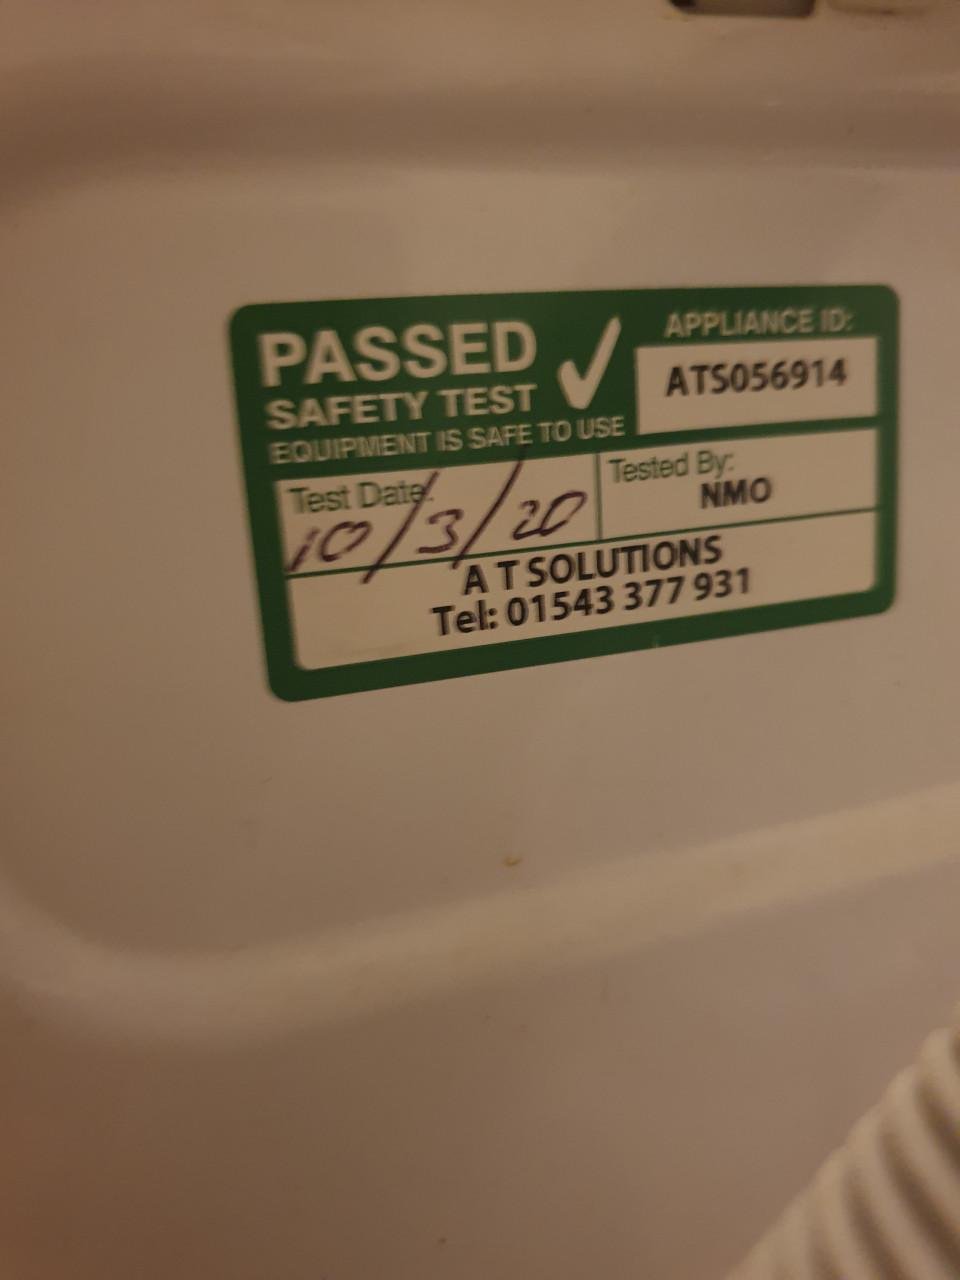 PASSED
SAFETY TEST
EQUIPMENT IS SAFE TO USE
APPLIANCE ID:
ATS056914
Test Date:
10/3/20
Tested By:
NMO
A T SOLUTIONS
Tel: 01543 377 931